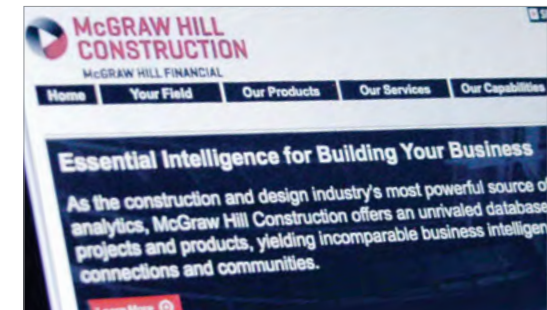 McGRAW HILL
CONSTRUCTION
McGRAW HILL FINANCIAL
Home Your Field Our Products Our Services Our Capabilities
Essential Intelligence for Building Your Business
As the construction and design industry's most powerful source of
analytics, McGraw Hill Construction offers an unrivaled database
projects and products, yielding incomparable business intelligen
connections and communities.
Learn More